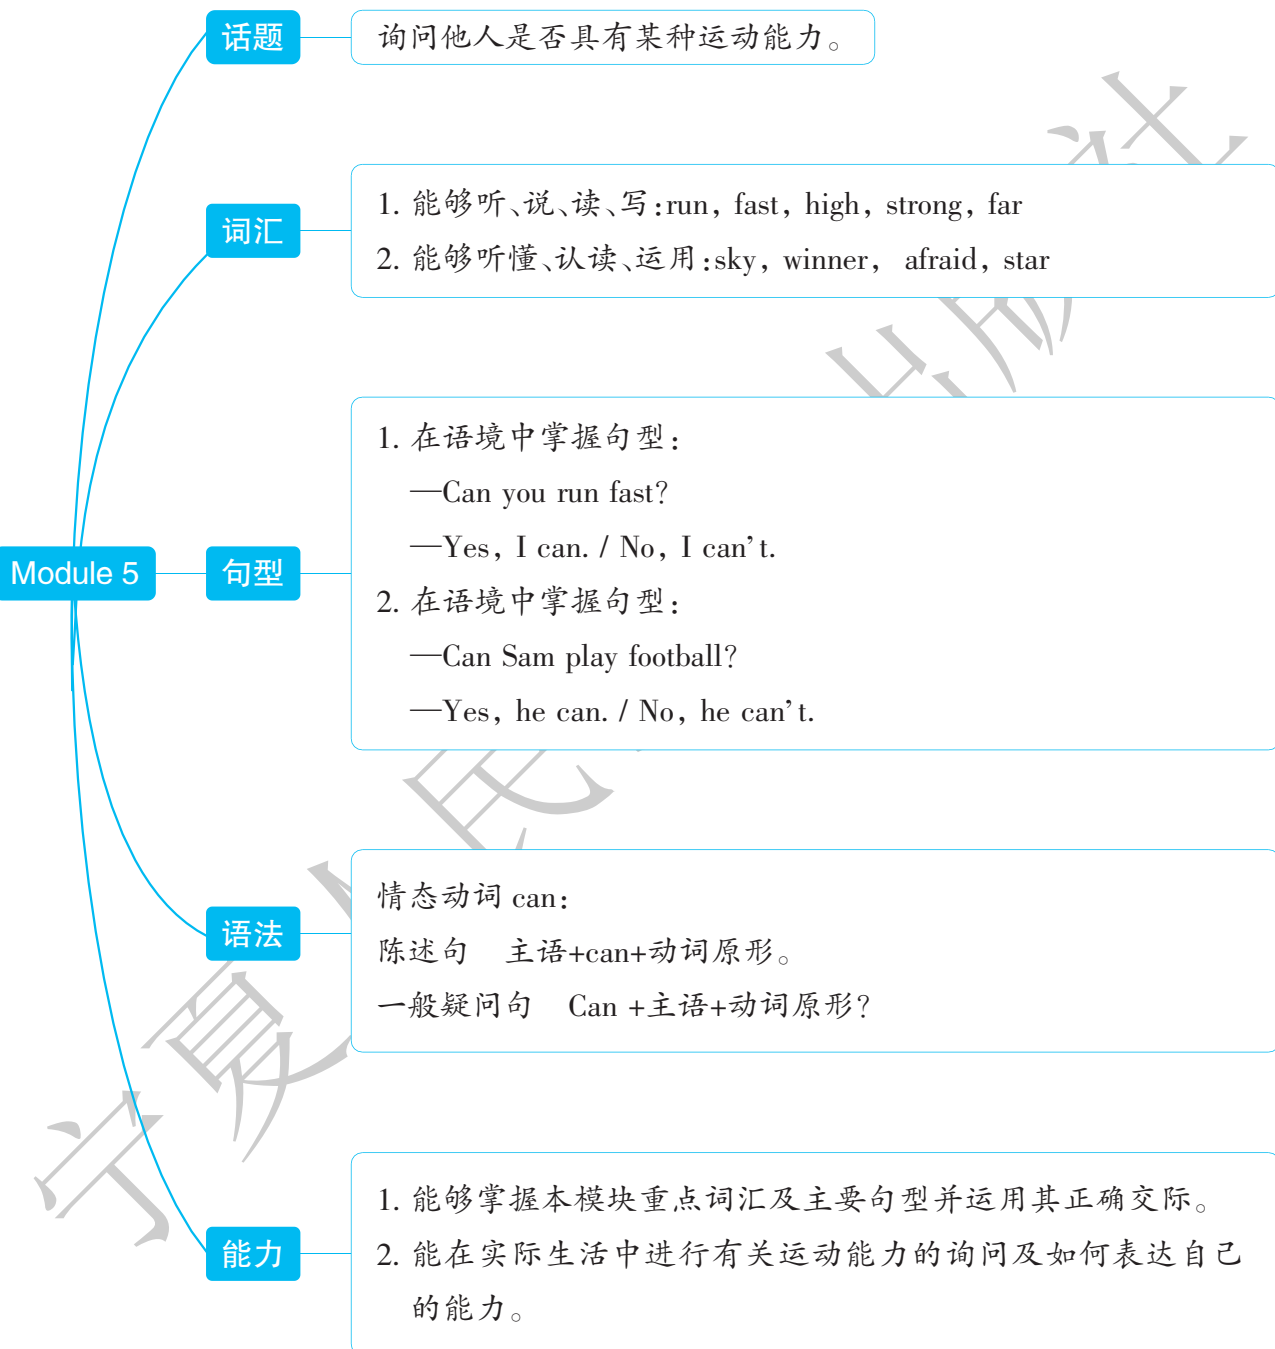 话题
询问他人是否具有某种运动能力。
词汇
1. 能够听、说、读、写:run, fast, high, strong, far
2. 能够听懂、认读、运用:sky, winner, afraid, star
Module 5
句型
1. 在语境中掌握句型:
—Can you run fast?
—Yes, I can. / No, I can't.
2. 在语境中掌握句型:
—Can Sam play football?
—Yes, he can. / No, he can't.
语法
情态动词 can:
陈述句 主语+can+动词原形。
一般疑问句 Can +主语+动词原形?
能力
1. 能够掌握本模块重点词汇及主要句型并运用其正确交际。
2. 能在实际生活中进行有关运动能力的询问及如何表达自己
的能力。